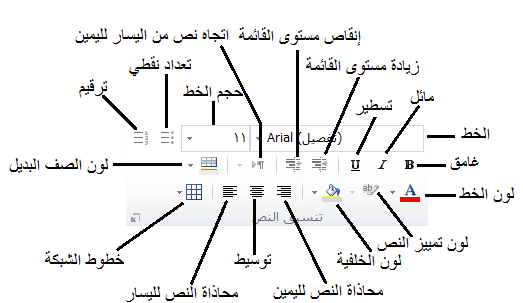 إنقاص مستوى القائمة
اتجاه نص من اليسار لليمين
زيادة مستوى القائمة
تعداد نقطي
حجم الخط
ترقيم
مائل
تسطير
الخط
Arial (تفصيل)
١١
غامق
U
I
B
لون الصف البديل
لون الخط
A
ab
تنسيق النص
لون تمييز النص
لون الخلفية
توسيط
خطوط الشبكة
محاذاة النص لليمين
محاذاة النص لليسار